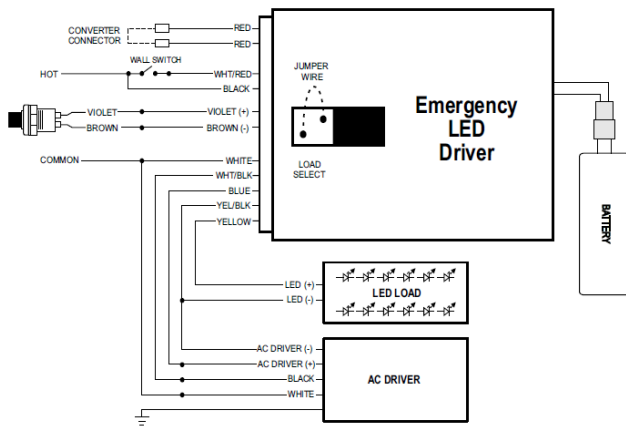 CONVERTER
CONNECTOR
RED
RED
HOT
WALL SWITCH
WHT/RED
BLACK
VIOLET
VIOLET (+)
BROWN
BROWN (-)
COMMON
WHITE
WHT/BLK
BLUE
YEL/BLK
YELLOW
JUMPER
WIRE
LOAD
SELECT
Emergency
LED
Driver
BATTERY
LED (+)
LED (-)
LED LOAD
AC DRIVER (-)
AC DRIVER (+)
BLACK
WHITE
AC DRIVER